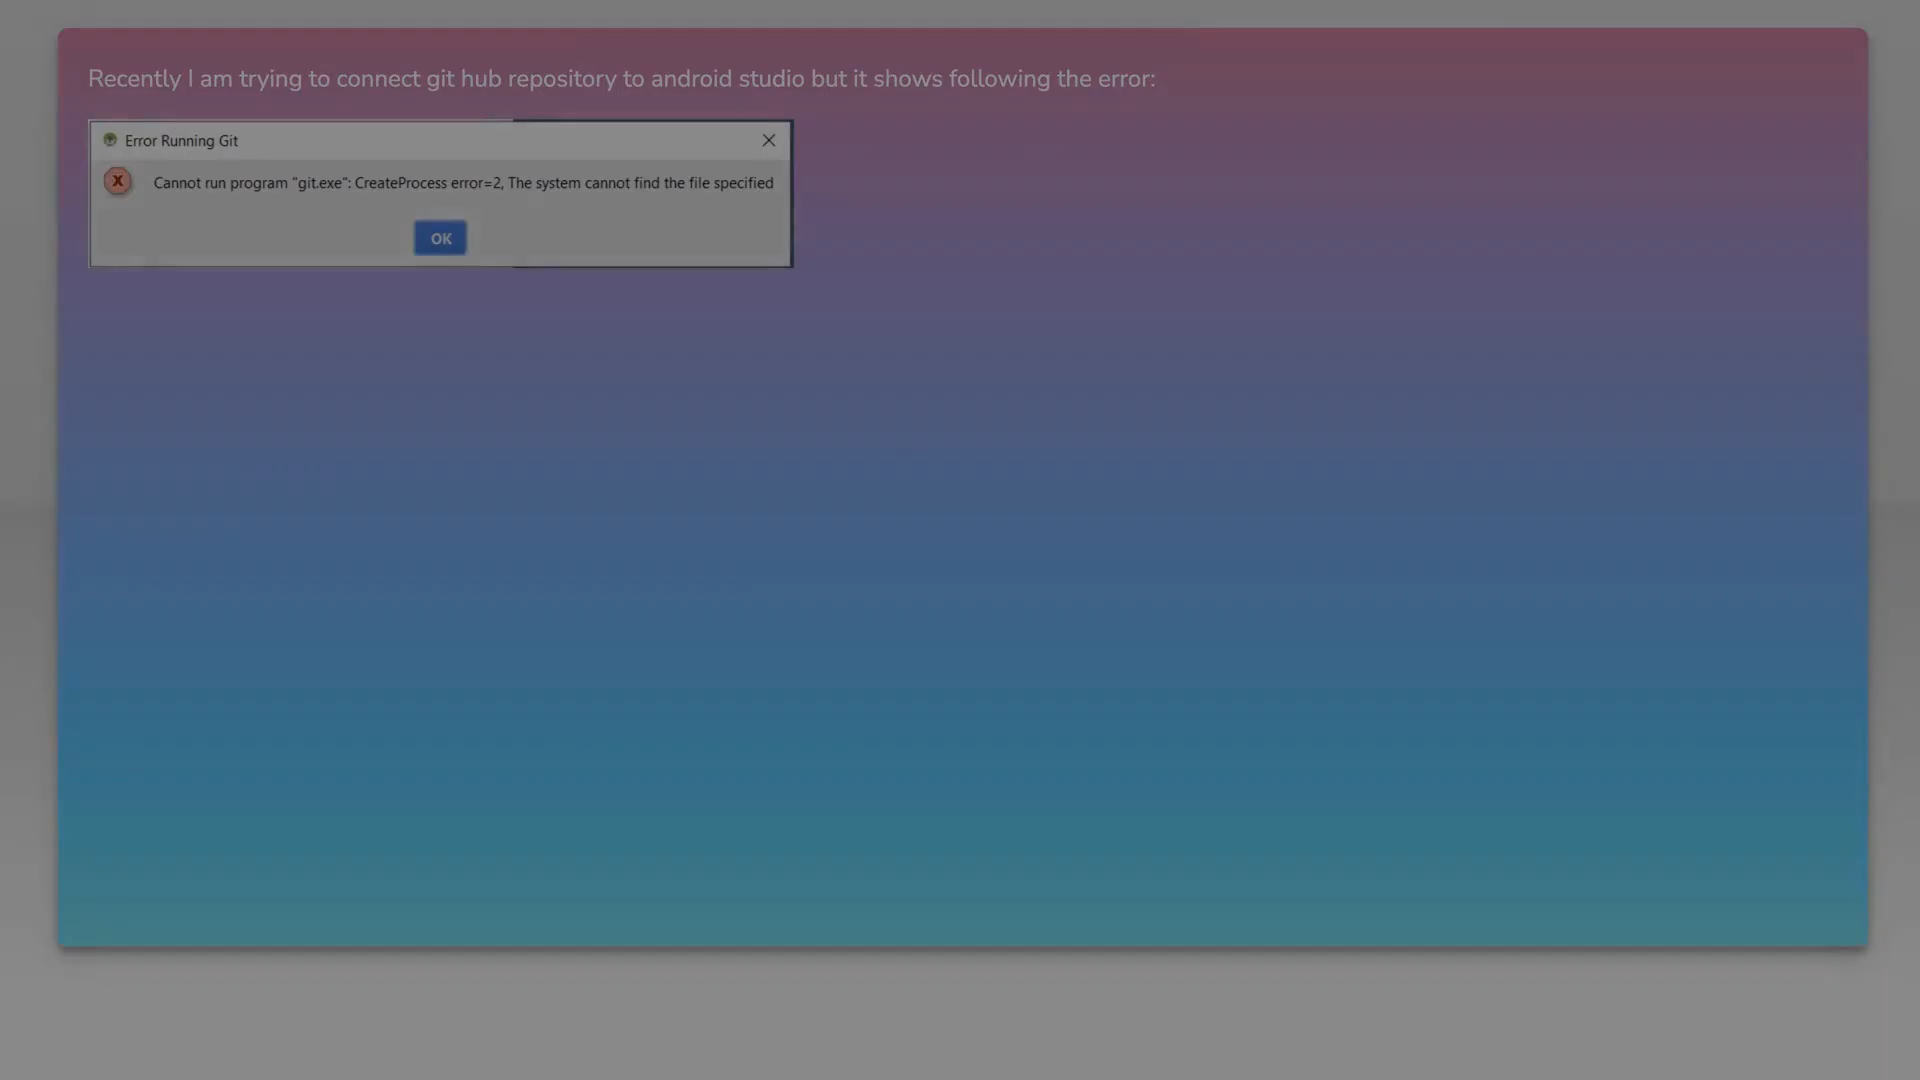 Recently I am trying to connect git hub repository to android studio but it shows following the error:
Error Running Git
Cannot run program "git.exe": CreateProcess error=2, The system cannot find the file specified
OK